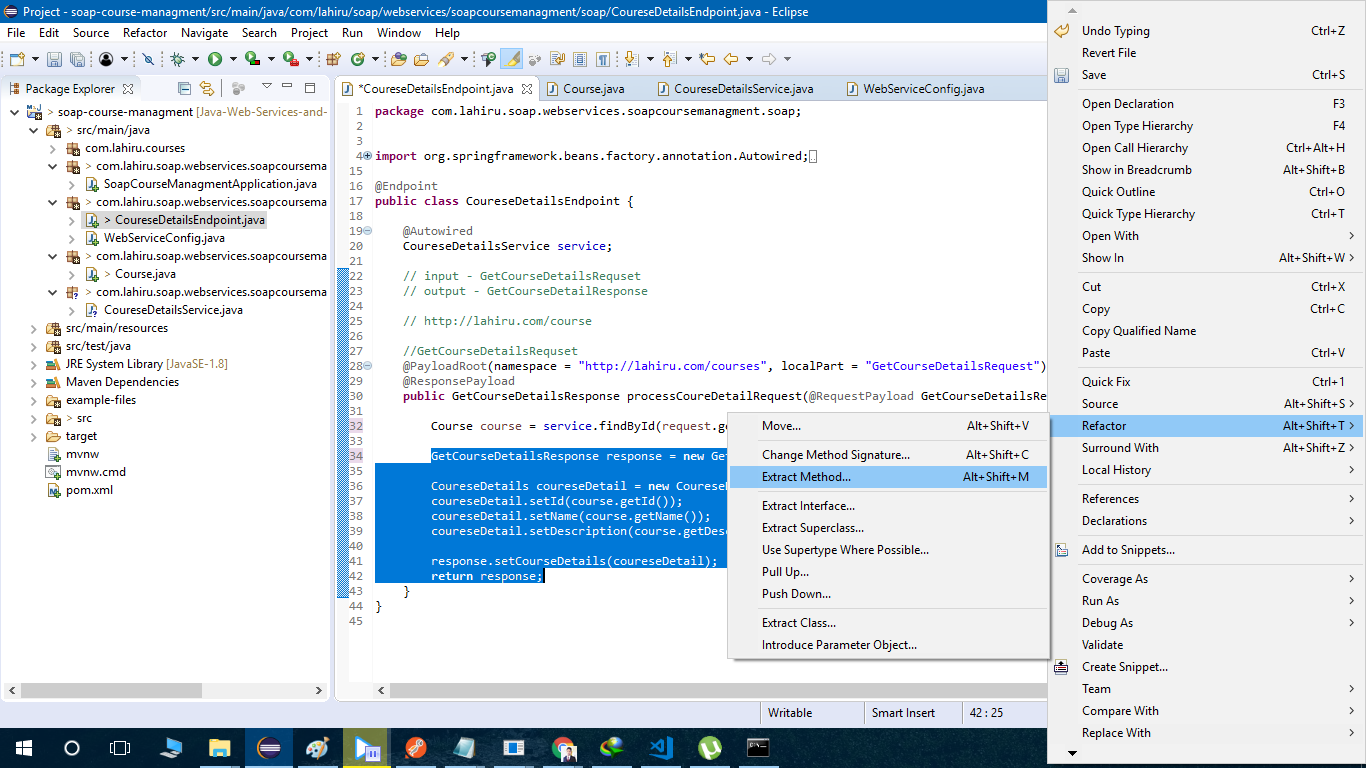 Project - soap-course-managment/src/main/java/com/lahiru/soap/webservices/soapcoursemanagment/soap/CoureseDetailsEndpoint.java - Eclipse
File Edit Source Refactor Navigate Search Project Run Window Help
Package Explorer
soap-course-managment [Java-Web-Services-and-
src/main/java
com.lahiru.courses
> com.lahiru.soap.webservices.soapcoursema
SoapCourseManagmentApplication.java
> com.lahiru.soap.webservices.soapcoursema
> CoureseDetailsEndpoint.java
WebServiceConfig.java
> com.lahiru.soap.webservices.soapcoursema
> Course.java
> com.lahiru.soap.webservices.soapcoursema
CoureseDetailsService.java
src/main/resources
src/test/java
JRE System Library [JavaSE-1.8]
Maven Dependencies
example-files
> src
target
mvnw
mvnw.cmd
pom.xml
*CoureseDetailsEndpoint.java Course.java CoureseDetailsService.java WebServiceConfig.java
1 package com.lahiru.soap.webservices.soapcoursemanagment.soap;
2
3
4 import org.springframework.beans.factory.annotation.Autowired;
15
16 @Endpoint
17 public class CoureseDetailsEndpoint {
18
19 @Autowired
20 CoureseDetailsService service;
21
22 // input - GetCourseDetailsRequset
23 // output - GetCourseDetailResponse
24
25 // http://lahiru.com/course
26
27 //GetCourseDetailsRequset
28 @PayloadRoot(namespace = "http://lahiru.com/courses", localPart = "GetCourseDetailsRequest")
29 @ResponsePayload
30 public GetCourseDetailsResponse processCoureDetailRequest(@RequestPayload GetCourseDetailsRe
31
32 Course course = service.findById(request.ge
33
34 GetCourseDetailsResponse response = new Get
35
36 CoureseDetails coureseDetail = new CoureseD
37 coureseDetail.setId(course.getId());
38 coureseDetail.setName(course.getName());
39 coureseDetail.setDescription(course.getDesc
40
41 response.setCourseDetails(coureseDetail);
42 return response;
43 }
44 }
45
Move... Alt+Shift+V
Change Method Signature... Alt+Shift+C
Extract Method... Alt+Shift+M
Extract Interface...
Extract Superclass...
Use Supertype Where Possible...
Pull Up...
Push Down...
Extract Class...
Introduce Parameter Object...
Undo Typing Ctrl+Z
Revert File
Save Ctrl+S
Open Declaration F3
Open Type Hierarchy F4
Open Call Hierarchy Ctrl+Alt+H
Show in Breadcrumb Alt+Shift+B
Quick Outline Ctrl+O
Quick Type Hierarchy Ctrl+T
Open With
Show In Alt+Shift+W
Cut Ctrl+X
Copy Ctrl+C
Copy Qualified Name
Paste Ctrl+V
Quick Fix Ctrl+1
Source Alt+Shift+S
Refactor Alt+Shift+T
Surround With Alt+Shift+Z
Local History
References
Declarations
Add to Snippets...
Coverage As
Run As
Debug As
Validate
Create Snippet...
Team
Compare With
Replace With
Writable Smart Insert 42 : 25